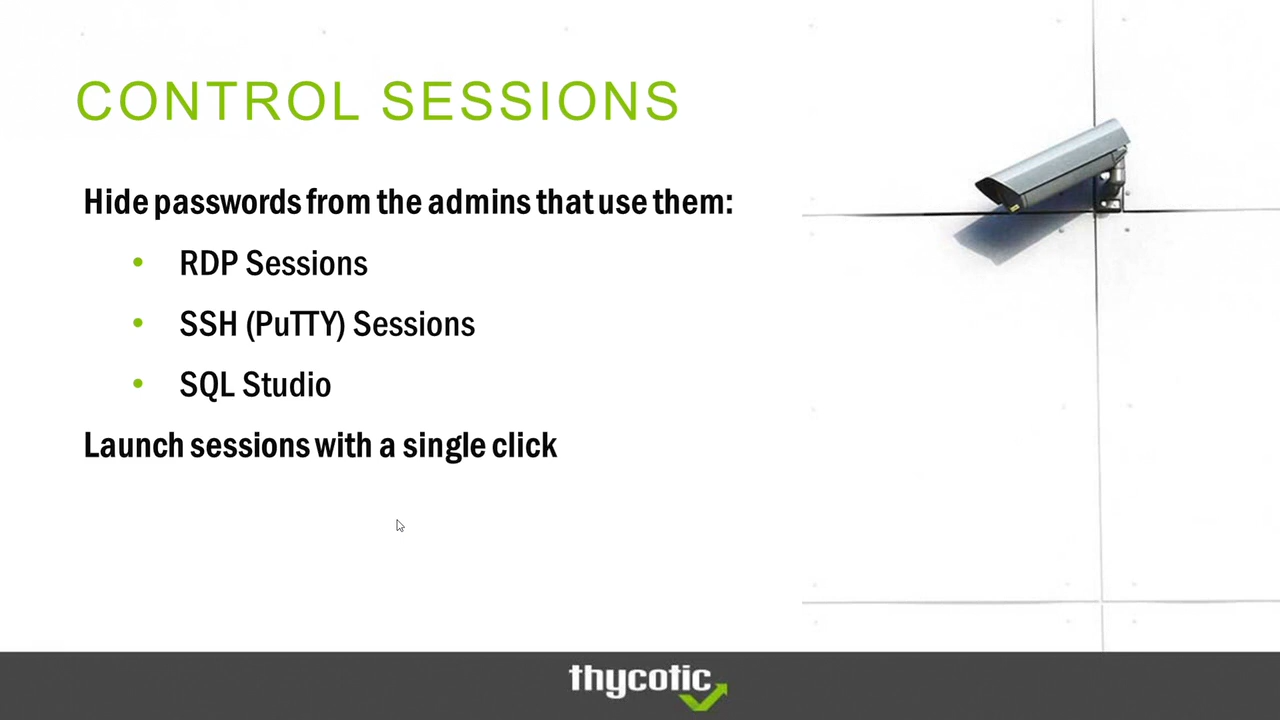 CONTROL SESSIONS
Hide passwords from the admins that use them:
• RDP Sessions
• SSH (PuTTY) Sessions
• SQL Studio
Launch sessions with a single click
thycotic